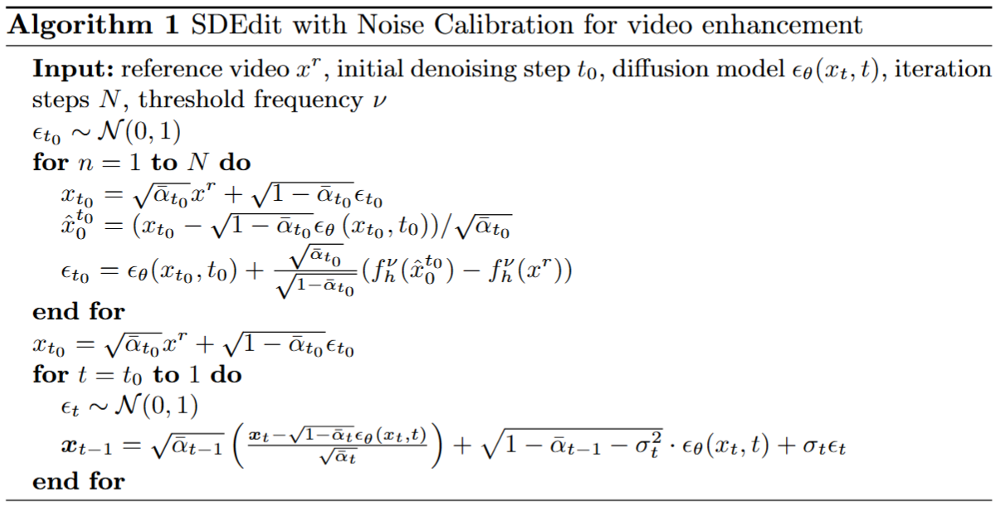 Algorithm 1 SDEdit with Noise Calibration for video enhancement
Input: reference video $x^r$, initial denoising step $t_0$, diffusion model $\epsilon_\theta(x_t, t)$, iteration
steps $N$, threshold frequency $\nu$
$\epsilon_{t_0} \sim \mathcal{N}(0, 1)$
for $n = 1$ to $N$ do
$x_{t_0} = \sqrt{\bar{\alpha}_{t_0}} x^r + \sqrt{1 - \bar{\alpha}_{t_0}} \epsilon_{t_0}$
$\hat{x}_0^{t_0} = (x_{t_0} - \sqrt{1 - \bar{\alpha}_{t_0}} \epsilon_\theta (x_{t_0}, t_0)) / \sqrt{\bar{\alpha}_{t_0}}$
$\epsilon_{t_0} = \epsilon_\theta(x_{t_0}, t_0) + \frac{\sqrt{\bar{\alpha}_{t_0}}}{\sqrt{1 - \bar{\alpha}_{t_0}}} (f_h^\nu(\hat{x}_0^{t_0}) - f_h^\nu(x^r))$
end for
$x_{t_0} = \sqrt{\bar{\alpha}_{t_0}} x^r + \sqrt{1 - \bar{\alpha}_{t_0}} \epsilon_{t_0}$
for $t = t_0$ to 1 do
$\epsilon_t \sim \mathcal{N}(0, 1)$
$\boldsymbol{x}_{t-1} = \sqrt{\bar{\alpha}_{t-1}} \left( \frac{\boldsymbol{x}_t - \sqrt{1 - \bar{\alpha}_t} \epsilon_\theta(x_t, t)}{\sqrt{\bar{\alpha}_t}} \right) + \sqrt{1 - \bar{\alpha}_{t-1} - \sigma_t^2} \cdot \epsilon_\theta(x_t, t) + \sigma_t \epsilon_t$
end for